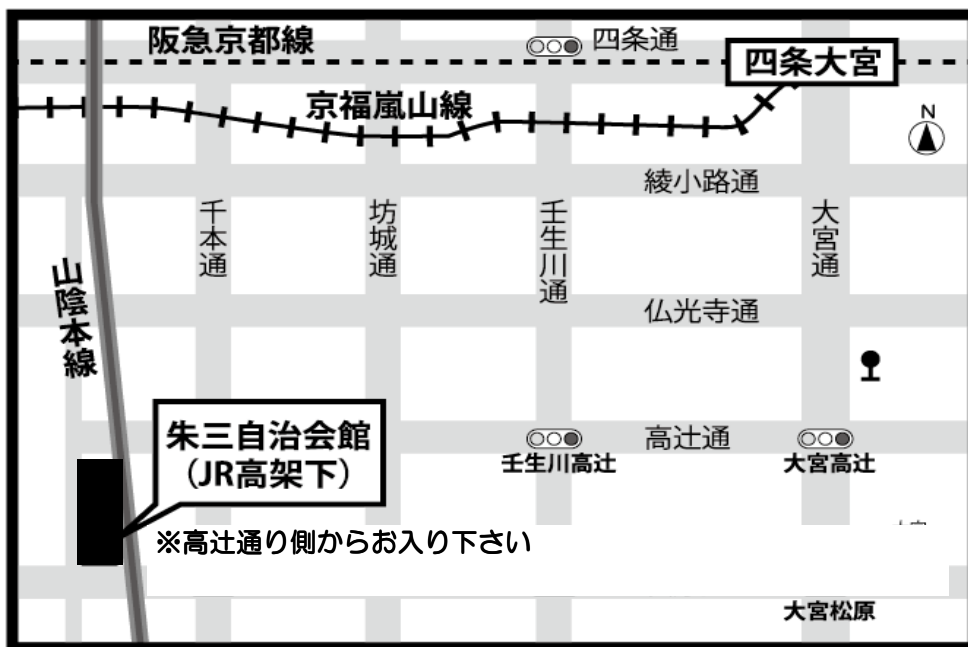 阪急京都線
四条通
四条大宮
京福嵐山線
N
綾小路通
千本通
坊城通
壬生川通
大宮通
山陰本線
仏光寺通
朱三自治会館
（JR高架下）
高辻通
壬生川高辻
大宮高辻
※高辻通り側からお入り下さい
大宮松原